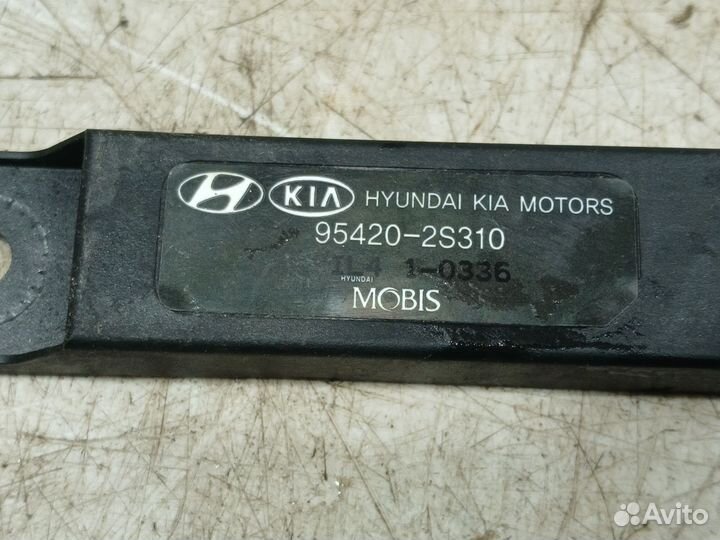 KIA HYUNDAI KIA MOTORS
95420-2S310
1-0336
HYUNDAI
MOBIS
Avito